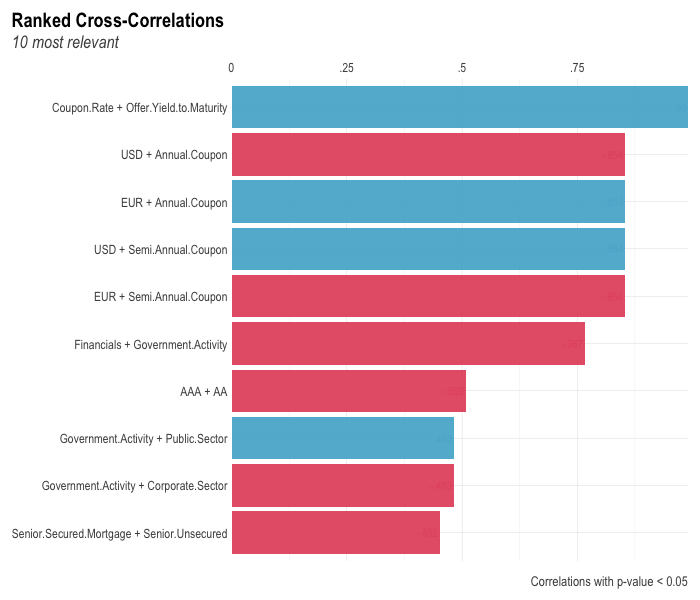 Ranked Cross-Correlations
10 most relevant
0 .25 .5 .75
Coupon.Rate + Offer.Yield.to.Maturity
USD + Annual.Coupon
EUR + Annual.Coupon
USD + Semi.Annual.Coupon
EUR + Semi.Annual.Coupon
Financials + Government.Activity
AAA + AA
Government.Activity + Public.Sector
Government.Activity + Corporate.Sector
Senior.Secured.Mortgage + Senior.Unsecured
Correlations with p-value < 0.05